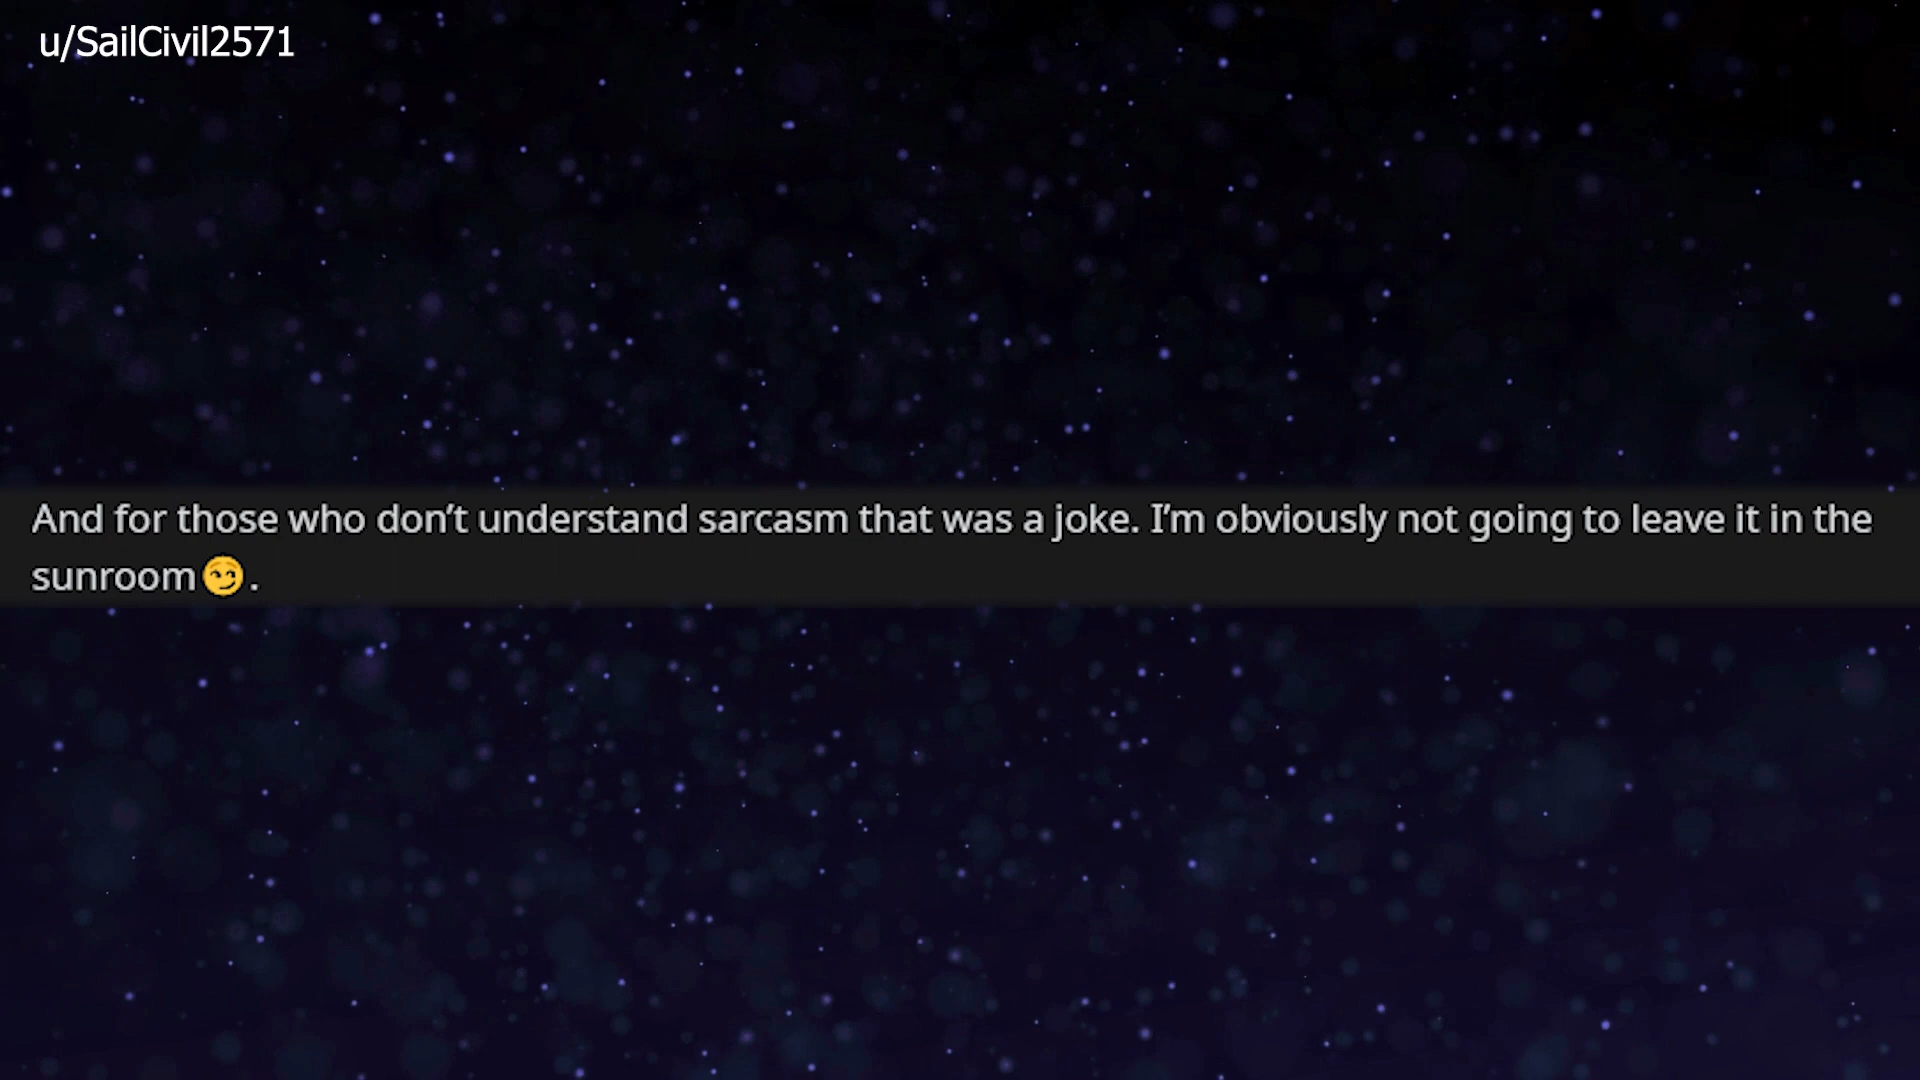 u/SailCivil2571
And for those who don’t understand sarcasm that was a joke. I’m obviously not going to leave it in the
sunroom😏.